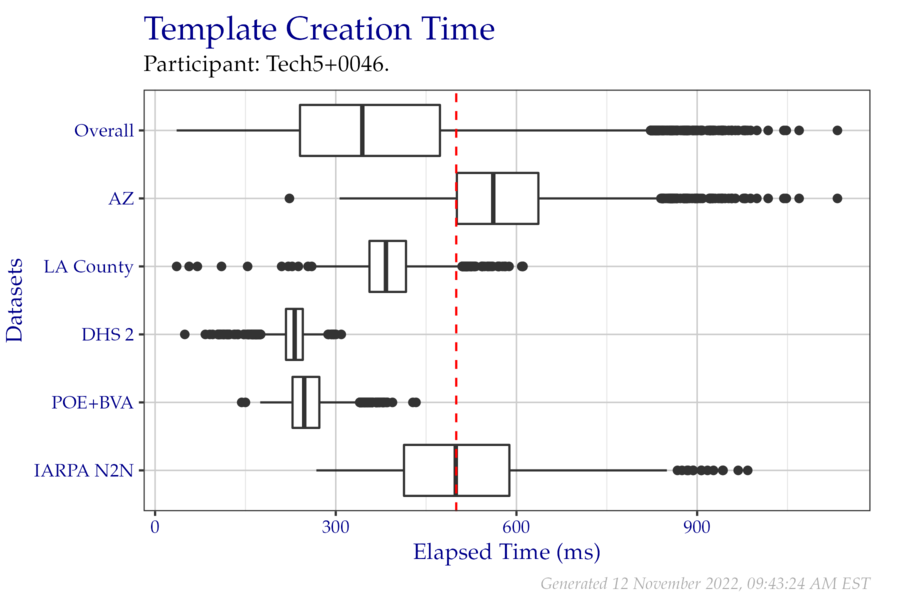 Template Creation Time
Participant: Tech5+0046.
Datasets
Overall
AZ
LA County
DHS 2
POE+BVA
IARPA N2N
0 300 600 900
Elapsed Time (ms)
Generated 12 November 2022, 09:43:24 AM EST